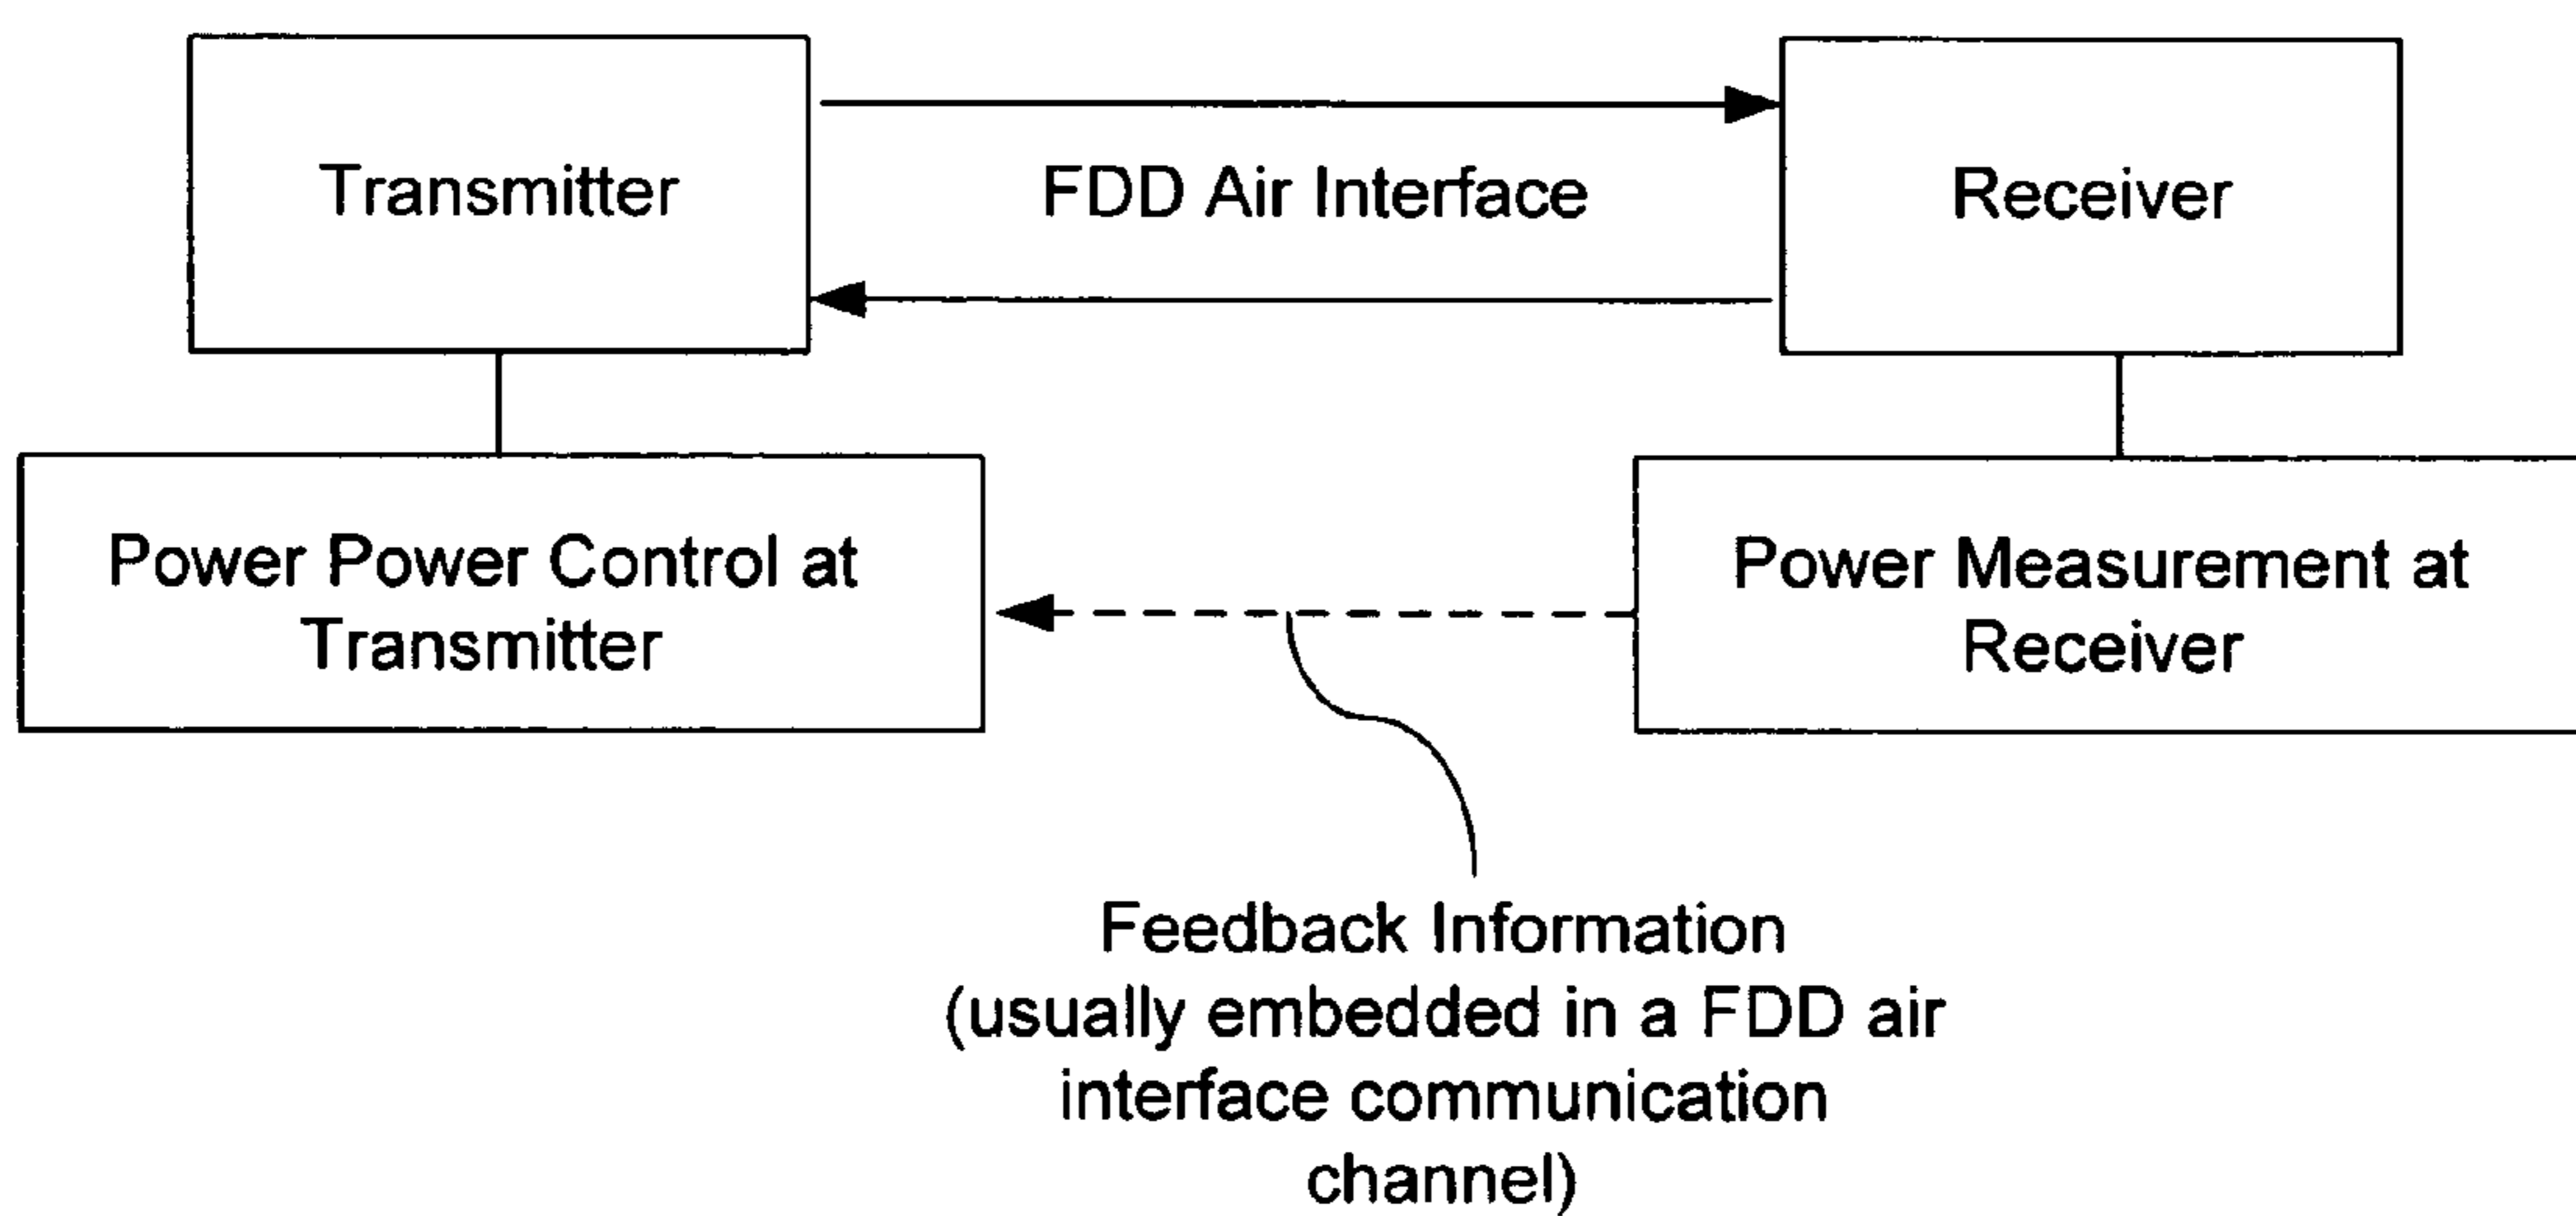 Transmitter
FDD Air Interface
Receiver
Power Power Control at
Transmitter
Power Measurement at
Receiver
Feedback Information
(usually embedded in a FDD air
interface communication
channel)